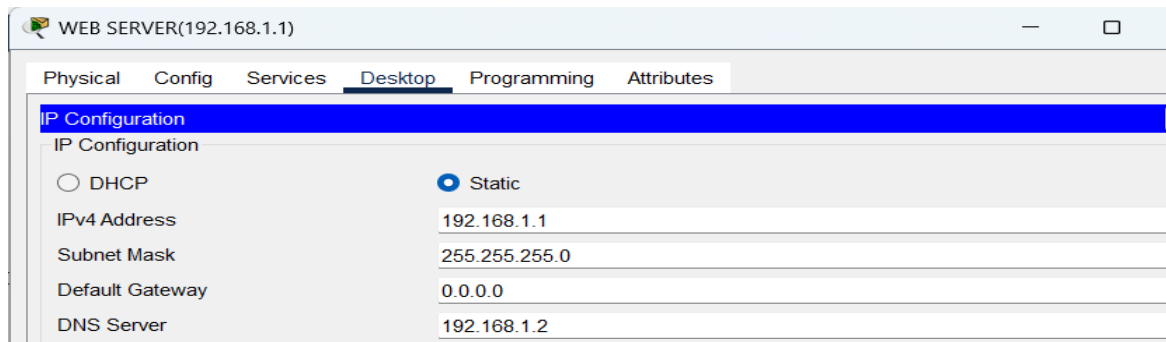 WEB SERVER(192.168.1.1)
Physical Config Services Desktop Programming Attributes
IP Configuration
IP Configuration
DHCP Static
IPv4 Address 192.168.1.1
Subnet Mask 255.255.255.0
Default Gateway 0.0.0.0
DNS Server 192.168.1.2